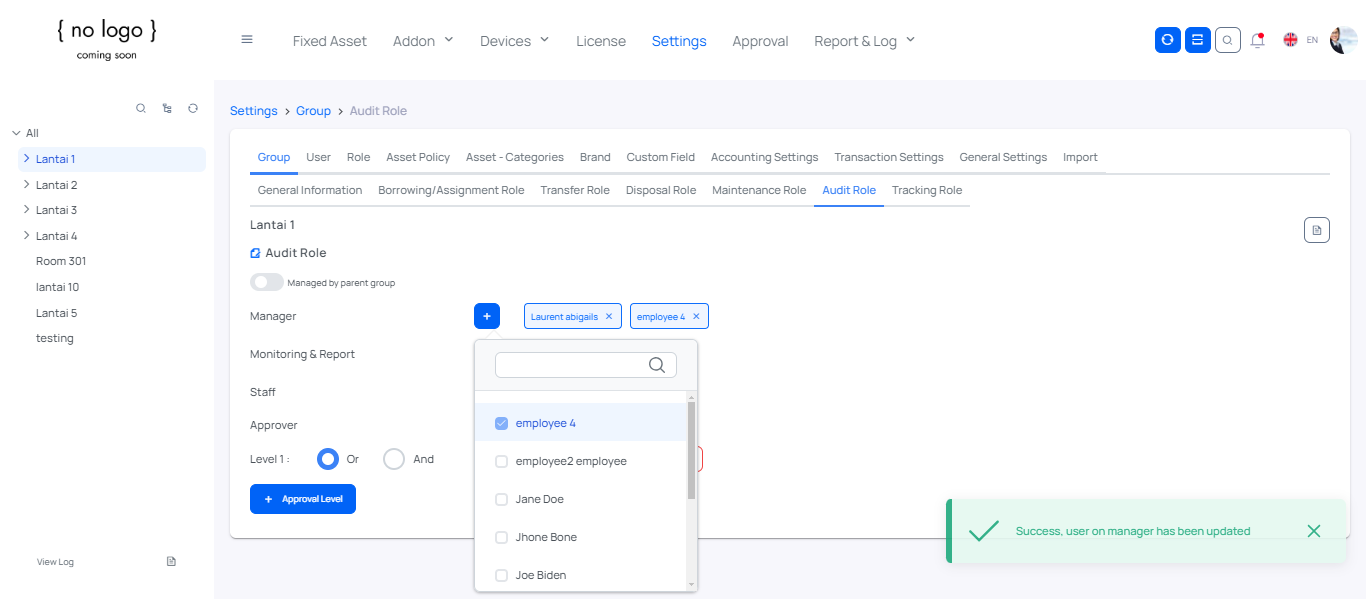 { no logo }
coming soon
Fixed Asset Addon Devices License Settings Approval Report & Log
EN
All
Lantai 1
Lantai 2
Lantai 3
Lantai 4
Room 301
lantai 10
Lantai 5
testing
View Log
Settings > Group > Audit Role
Group User Role Asset Policy Asset - Categories Brand Custom Field Accounting Settings Transaction Settings General Settings Import
General Information Borrowing/Assignment Role Transfer Role Disposal Role Maintenance Role Audit Role Tracking Role
Lantai 1
Audit Role
Managed by parent group
Manager + Laurent abigails × employee 4 ×
Monitoring & Report
Staff
Approver
Level 1 : Or And
+ Approval Level
employee 4
employee2 employee
Jane Doe
Jhone Bone
Joe Biden
Success, user on manager has been updated